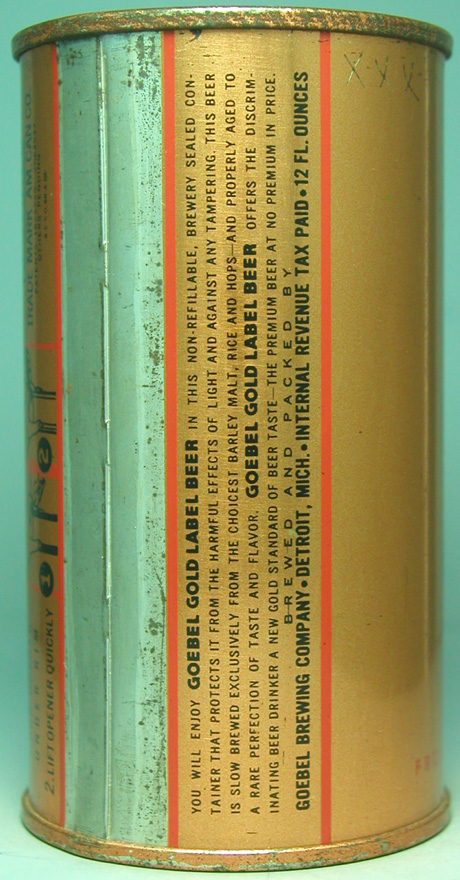 YOU WILL ENJOY GOEBEL GOLD LABEL BEER IN THIS NON-REFILLABLE, BREWERY SEALED CON-
TAINER THAT PROTECTS IT FROM THE HARMFUL EFFECTS OF LIGHT AND AGAINST ANY TAMPERING. THIS BEER
IS SLOW BREWED EXCLUSIVELY FROM THE CHOICEST BARLEY MALT, RICE AND HOPS—AND PROPERLY AGED TO
A RARE PERFECTION OF TASTE AND FLAVOR. GOEBEL GOLD LABEL BEER OFFERS THE DISCRIM-
INATING BEER DRINKER A NEW GOLD STANDARD OF BEER TASTE—THE PREMIUM BEER AT NO PREMIUM IN PRICE.
BREWED AND PACKED BY
GOEBEL BREWING COMPANY • DETROIT, MICH. • INTERNAL REVENUE TAX PAID • 12 FL. OUNCES
TRADE MARK AM CAN CO.
1 2
UNDER RIM
2. LIFT OPENER QUICKLY